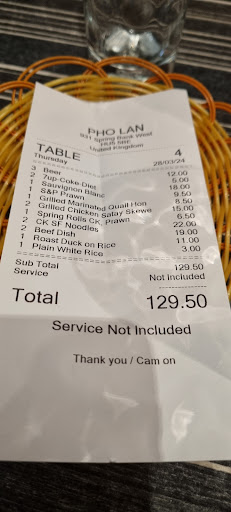 PHO LAN
Spring Bank West
United Kingdom
TABLE 4
Thursday 28/03/24
3 Beer 12.00
2 7up-Coke-Diet 5.00
Sauvignon Blanc 18.00
1 S&P Prawn 9.50
1 Grilled Marinated Quail Hon 8.50
2 Grilled Chicken Satay Skewe 15.00
1 Spring Rolls CK, Prawn 6.50
2 CK SF Noodles 22.00
2 Beef Dish 19.00
1 Roast Duck on Rice 11.00
1 Plain White Rice 3.00
Sub Total 129.50
Service Not Included
Total 129.50
Service Not Included
Thank you / Cam on